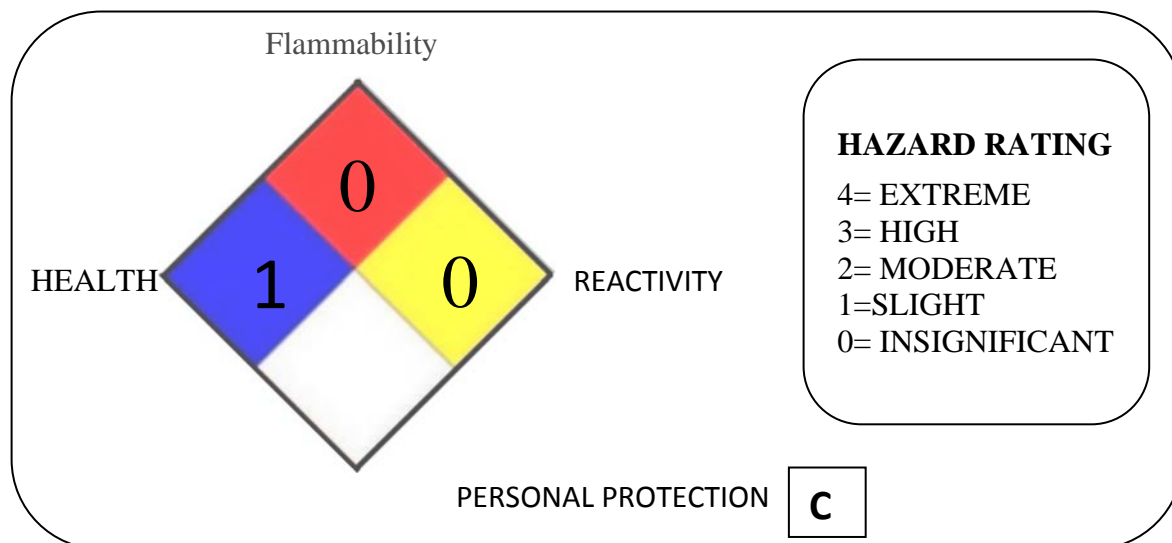 Flammability
0
HEALTH
1
0
REACTIVITY
HAZARD RATING
4= EXTREME
3= HIGH
2= MODERATE
1=SLIGHT
0= INSIGNIFICANT
PERSONAL PROTECTION
C